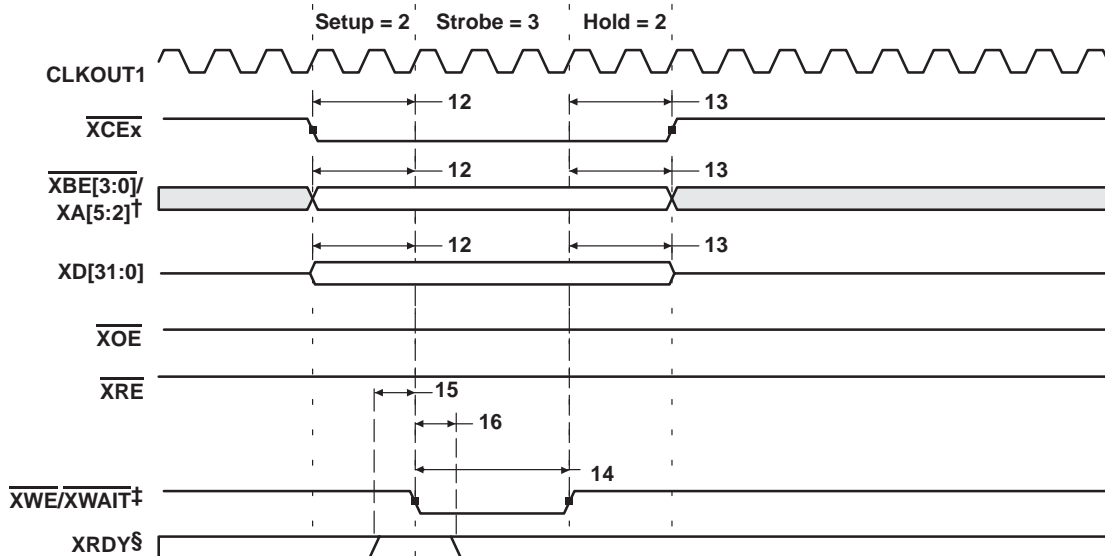 Setup = 2 Strobe = 3 Hold = 2
CLKOUT1
12 13
XCEx
12 13
XBE[3:0]/
XA[5:2]†
12 13
XD[31:0]
XOE
XRE
15
16
14
XWE/XWAIT‡
XRDY§